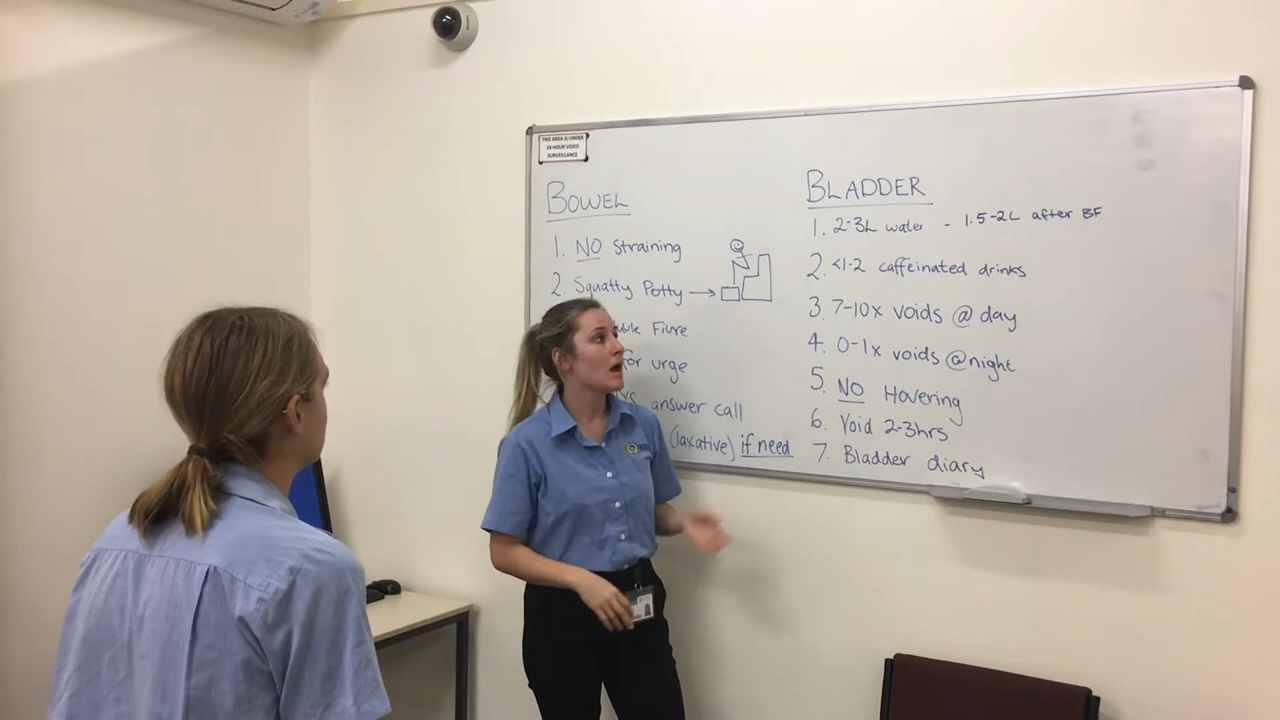 THIS AREA IS UNDER
24 HOUR VIDEO
SURVEILLANCE
BOWEL
1. NO Straining
2. Squatty Potty →
uble Fibre
for urge
YS answer call
(laxative) if need
BLADDER
1. 2-3L water - 1.5-2L after BF
2. <1-2 caffeinated drinks
3. 7-10x voids @ day
4. 0-1x voids @night
5. NO Hovering
6. Void 2-3hrs
7. Bladder diary